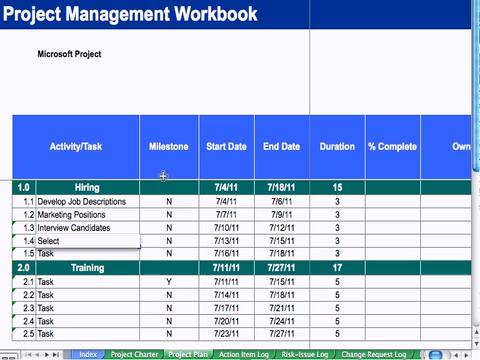 Project Management Workbook
Microsoft Project
Activity/Task Milestone Start Date End Date Duration % Complete Own
1.0 Hiring 7/4/11 7/18/11 15
1.1 Develop Job Descriptions N 7/4/11 7/6/11 3
1.2 Marketing Positions N 7/7/11 7/9/11 3
1.3 Interview Candidates N 7/10/11 7/12/11 3
1.4 Select N 7/13/11 7/15/11 3
1.5 Task N 7/16/11 7/18/11 3
2.0 Training 7/11/11 7/27/11 17
2.1 Task Y 7/11/11 7/15/11 5
2.2 Task N 7/14/11 7/18/11 5
2.3 Task N 7/17/11 7/21/11 5
2.4 Task N 7/20/11 7/24/11 5
2.5 Task N 7/23/11 7/27/11 5
Index Project Charter Project Plan Action Item Log Risk-Issue Log Change Request Log